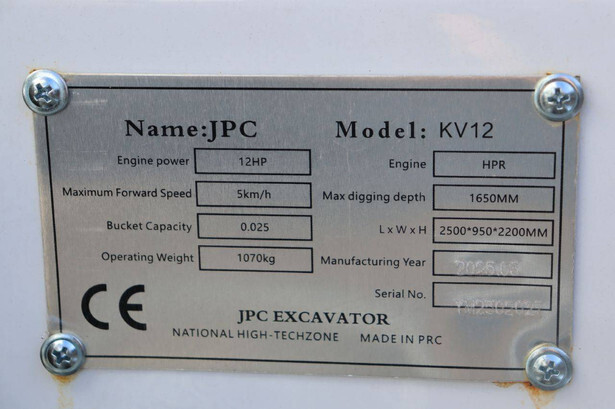 Name:JPC Model: KV12
Engine power 12HP Engine HPR
Maximum Forward Speed 5km/h Max digging depth 1650MM
Bucket Capacity 0.025 L x W x H 2500*950*2200MM
Operating Weight 1070kg Manufacturing Year
Serial No.
CE
JPC EXCAVATOR
NATIONAL HIGH-TECHZONE MADE IN PRC